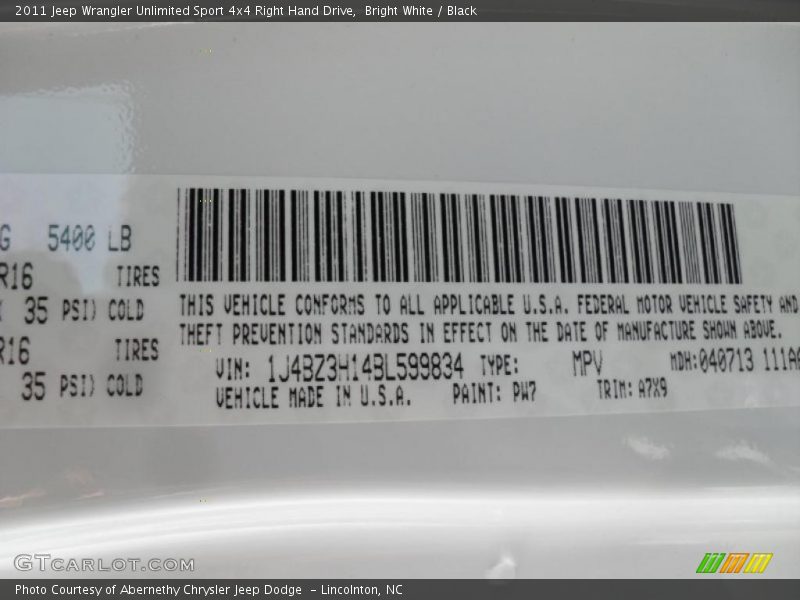 2011 Jeep Wrangler Unlimited Sport 4x4 Right Hand Drive,  Bright White / Black
G 5400 LB
R16 TIRES
35 PSI) COLD
R16 TIRES
35 PSI) COLD
THIS VEHICLE CONFORMS TO ALL APPLICABLE U.S.A. FEDERAL MOTOR VEHICLE SAFETY AND
THEFT PREVENTION STANDARDS IN EFFECT ON THE DATE OF MANUFACTURE SHOWN ABOVE.
VIN: 1J4BZ3H14BL599834 TYPE: MPV MDH:040713 111A
VEHICLE MADE IN U.S.A. PAINT: PW7 TRIM: A7X9
GTCARLOT.COM
Photo Courtesy of Abernethy Chrysler Jeep Dodge  – Lincolnton, NC